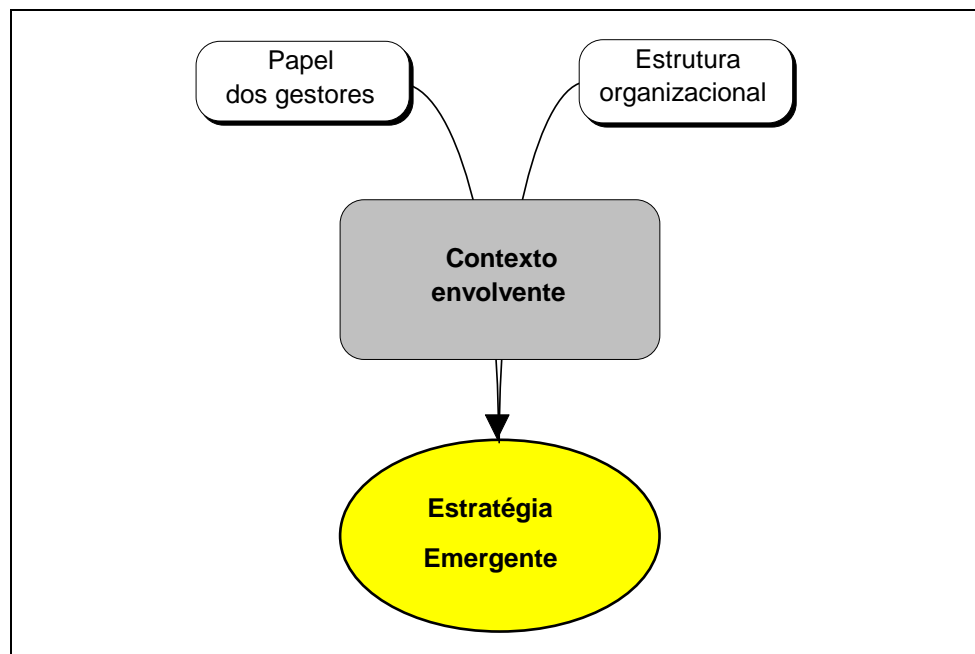 Papel
dos gestores
Estrutura
organizacional
Contexto
envolvente
Estratégia
Emergente